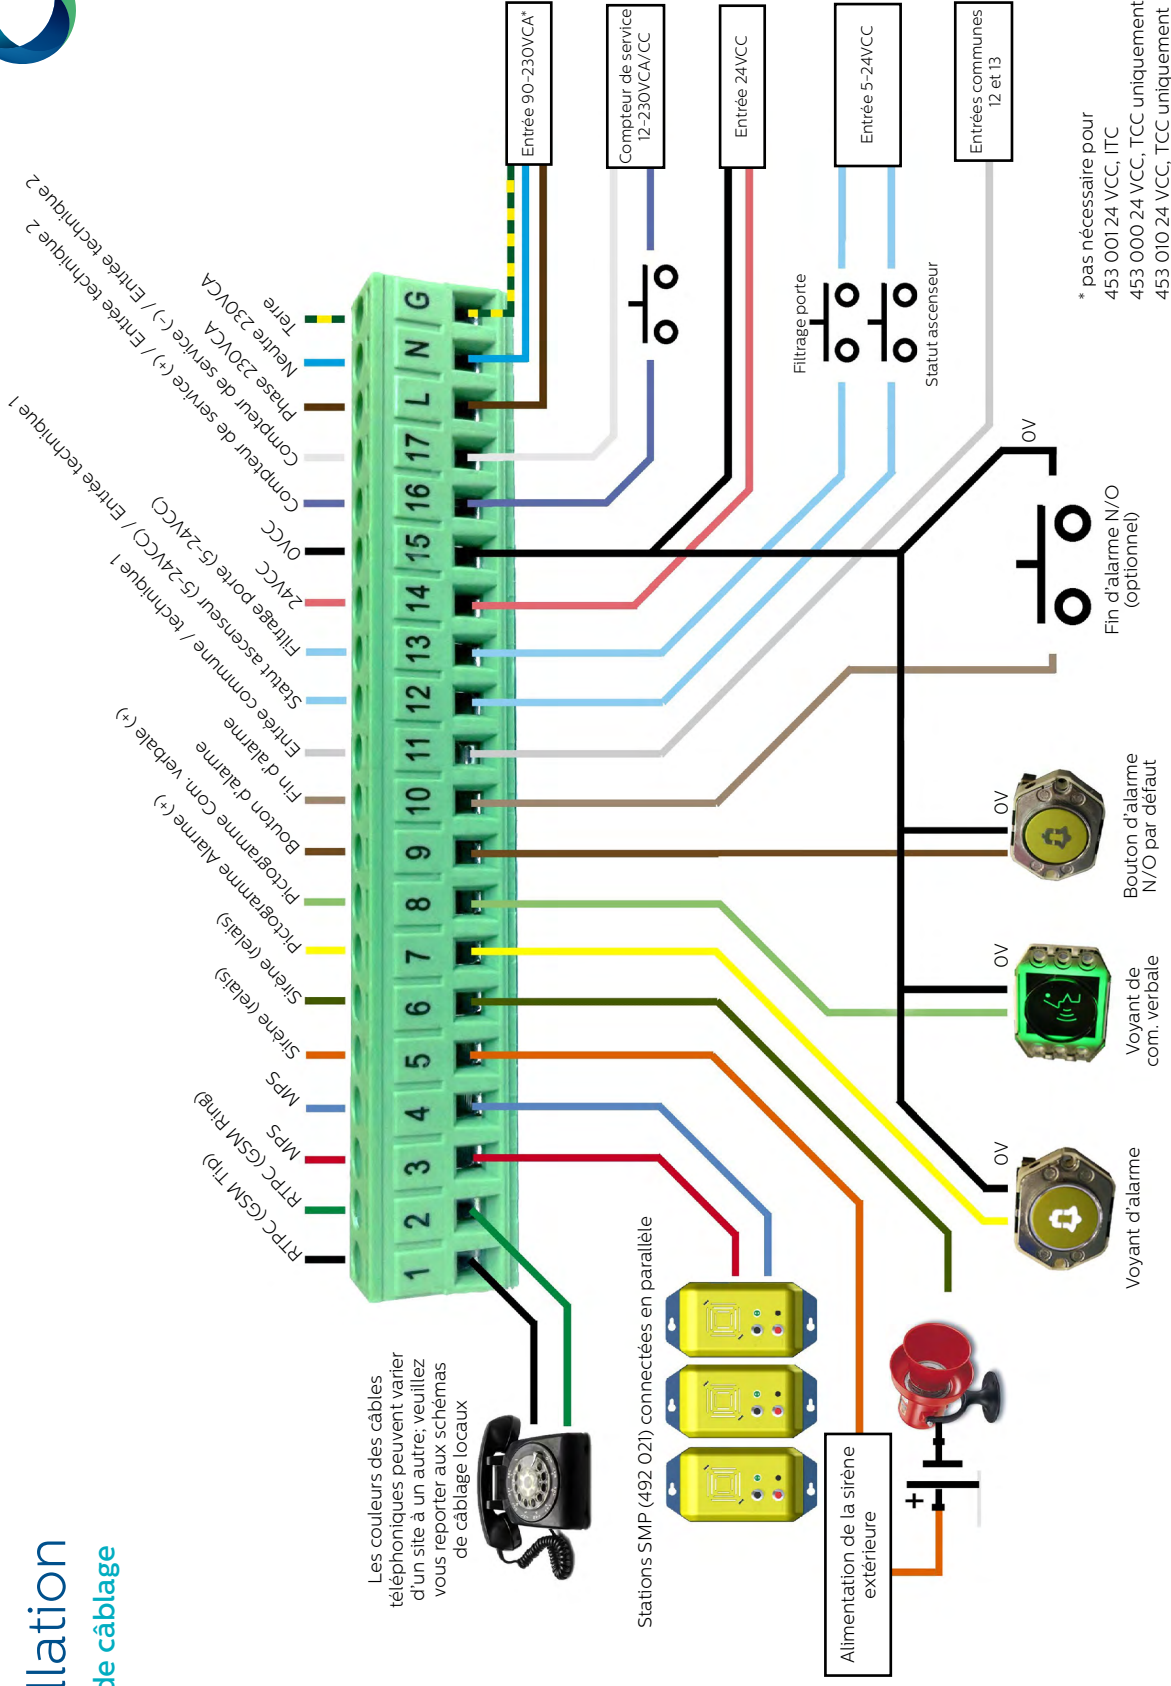 llation
de câblage
RTPC (GSM Tip)
RTPC (GSM Ring)
MPS
MPS
Sirène (relais)
Sirène (relais)
Pictogramme Alarme (+)
Pictogramme Com. verbale (+)
Bouton d'alarme
Fin d'alarme
Entrée commune / technique 1
Statut ascenseur (5-24VCC) / Entrée technique 1
Filtrage porte (5-24VCC)
24VCC
0VCC
Compteur de service (+) / Entrée technique 2
Compteur de service (-) / Entrée technique 2
Phase 230VCA
Neutre 230VCA
Terre
1 2 3 4 5 6 7 8 9 10 11 12 13 14 15 16 17 L N G
Les couleurs des câbles
téléphoniques peuvent varier
d'un site à un autre; veuillez
vous reporter aux schémas
de câblage locaux
Entrée 90-230VCA*
Compteur de service
12-230VCA/CC
Entrée 24VCC
Entrée 5-24VCC
Entrées communes
12 et 13
Filtrage porte
Statut ascenseur
Stations SMP (492 021) connectées en parallèle
Alimentation de la sirène
extérieure
+
0V
Voyant d'alarme
0V
Voyant de
com. verbale
0V
Bouton d'alarme
N/O par défaut
0V
Fin d'alarme N/O
(optionnel)
* pas nécessaire pour
453 001 24 VCC, ITC
453 000 24 VCC, TCC uniquement
453 010 24 VCC, TCC uniquement